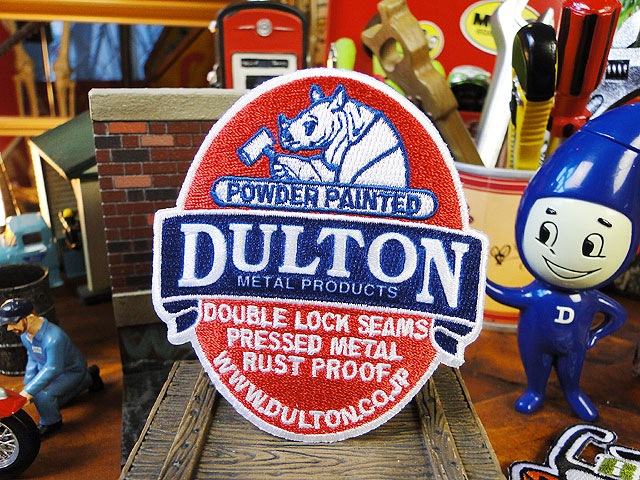 POWDER PAINTED
DULTON
METAL PRODUCTS
DOUBLE LOCK SEAMS
PRESSED METAL
RUST PROOF
WWW.DULTON.CO.JP
D